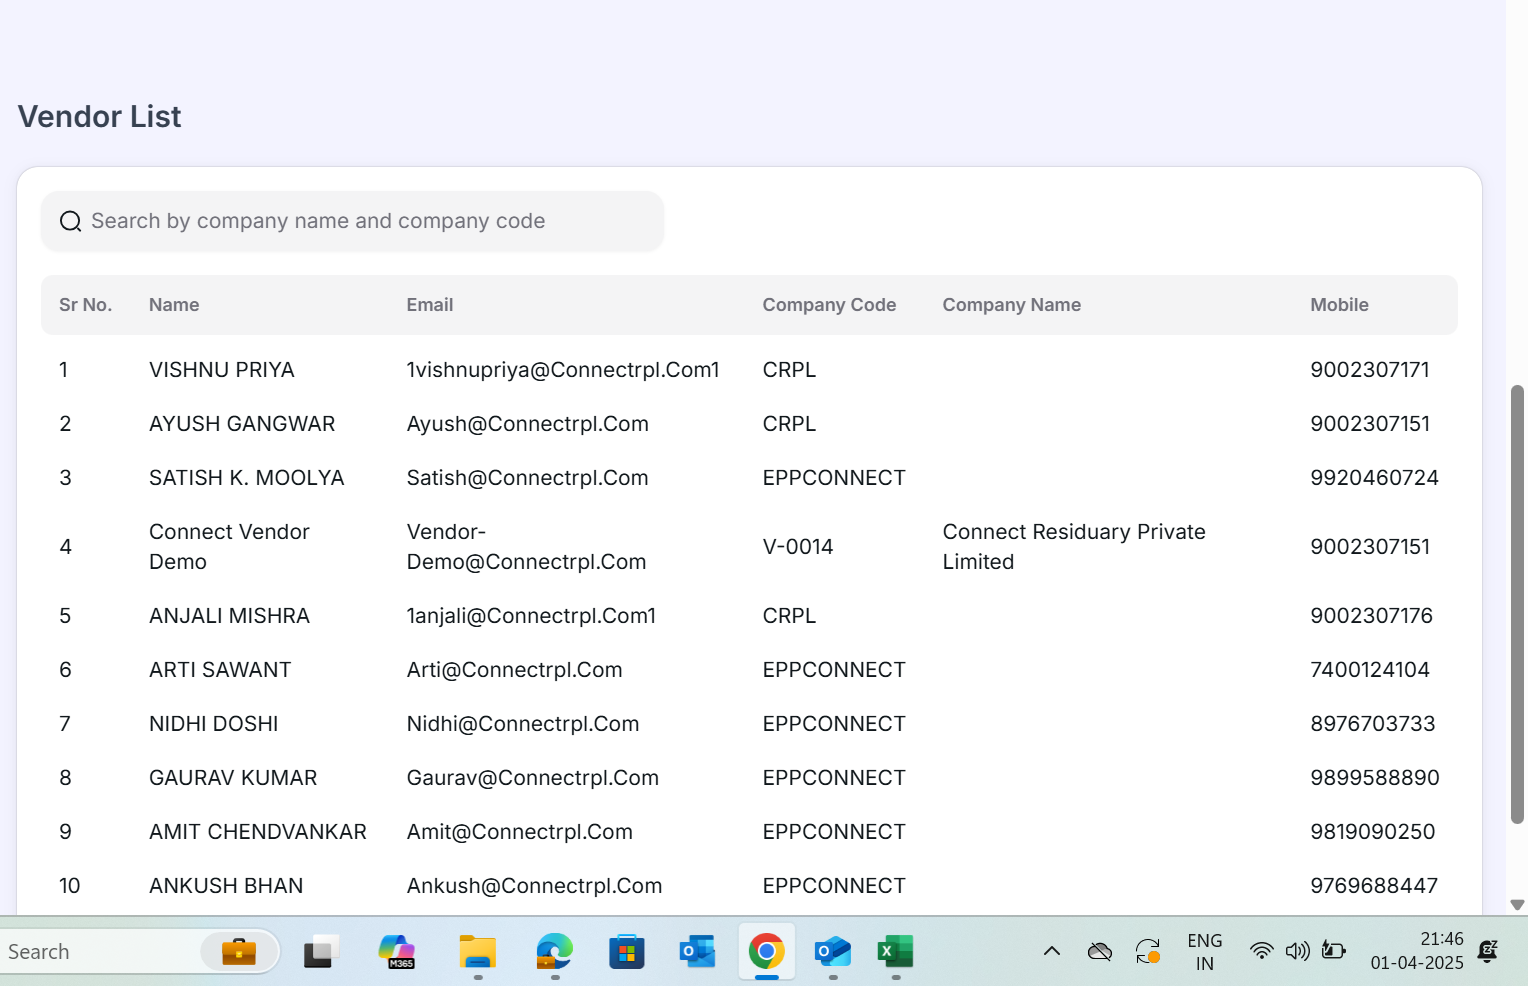 Vendor List
Search by company name and company code
Sr No. Name Email Company Code Company Name Mobile
1 VISHNU PRIYA 1vishnupriya@Connectrpl.Com1 CRPL 9002307171
2 AYUSH GANGWAR Ayush@Connectrpl.Com CRPL 9002307151
3 SATISH K. MOOLYA Satish@Connectrpl.Com EPPCONNECT 9920460724
4 Connect Vendor Demo Vendor-Demo@Connectrpl.Com V-0014 Connect Residuary Private Limited 9002307151
5 ANJALI MISHRA 1anjali@Connectrpl.Com1 CRPL 9002307176
6 ARTI SAWANT Arti@Connectrpl.Com EPPCONNECT 7400124104
7 NIDHI DOSHI Nidhi@Connectrpl.Com EPPCONNECT 8976703733
8 GAURAV KUMAR Gaurav@Connectrpl.Com EPPCONNECT 9899588890
9 AMIT CHENDVANKAR Amit@Connectrpl.Com EPPCONNECT 9819090250
10 ANKUSH BHAN Ankush@Connectrpl.Com EPPCONNECT 9769688447
Search M365 ENG 21:46
IN 01-04-2025